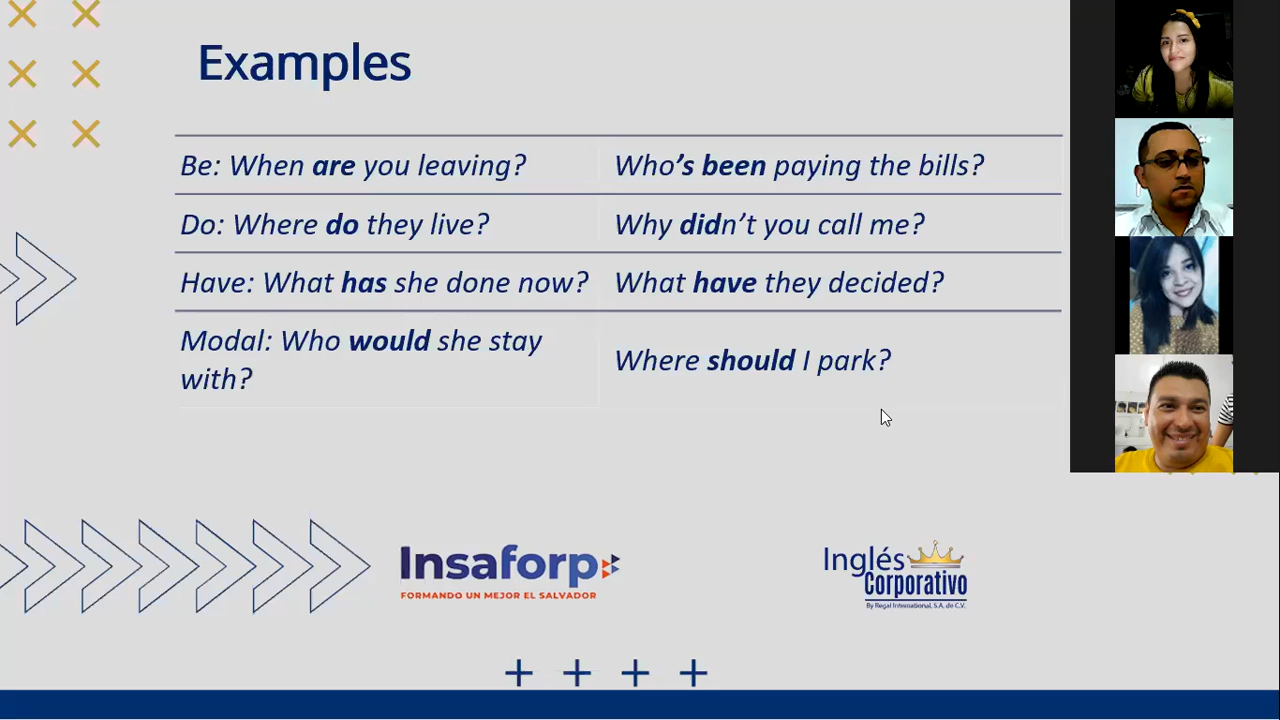 Examples
Be: When are you leaving?
Who's been paying the bills?
Do: Where do they live?
Why didn't you call me?
Have: What has she done now?
What have they decided?
Modal: Who would she stay
with?
Where should I park?
Insaforp
FORMANDO UN MEJOR EL SALVADOR
Inglés
Corporativo
By Regal International, S.A. de C.V.